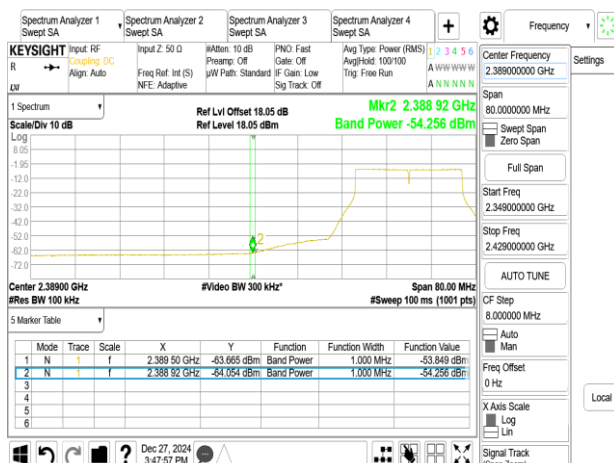 Spectrum Analyzer 1
Swept SA
Spectrum Analyzer 2
Swept SA
Spectrum Analyzer 3
Swept SA
Spectrum Analyzer 4
Swept SA
+
Frequency
KEYSIGHT
R
LXI
Input: RF
Coupling: DC
Align: Auto
Input Z: 50 Ω
Freq Ref: Int (S)
NFE: Adaptive
#Atten: 10 dB
Preamp: Off
µW Path: Standard
PNO: Fast
Gate: Off
IF Gain: Low
Sig Track: Off
Avg Type: Power (RMS)
Avg|Hold: 100/100
Trig: Free Run
1 2 3 4 5 6
A W W W W W
A N N N N N
1 Spectrum
Scale/Div 10 dB
Ref Lvl Offset 18.05 dB
Ref Level 18.05 dBm
Mkr2 2.388 92 GHz
Band Power -54.256 dBm
Log
8.05
-1.95
-12.0
-22.0
-32.0
-42.0
-52.0
-62.0
-72.0
2
Center 2.38900 GHz
#Res BW 100 kHz
#Video BW 300 kHz*
Span 80.00 MHz
#Sweep 100 ms (1001 pts)
5 Marker Table
Mode Trace Scale X Y Function Function Width Function Value
1 N 1 f 2.389 50 GHz -63.665 dBm Band Power 1.000 MHz -53.849 dBm
2 N 1 f 2.388 92 GHz -64.054 dBm Band Power 1.000 MHz -54.256 dBm
3
4
5
6
Dec 27, 2024
3:47:57 PM
Center Frequency
2.389000000 GHz
Span
80.0000000 MHz
Swept Span
Zero Span
Full Span
Start Freq
2.349000000 GHz
Stop Freq
2.429000000 GHz
AUTO TUNE
CF Step
8.000000 MHz
Auto
Man
Freq Offset
0 Hz
X Axis Scale
Log
Lin
Signal Track
Settings
Local